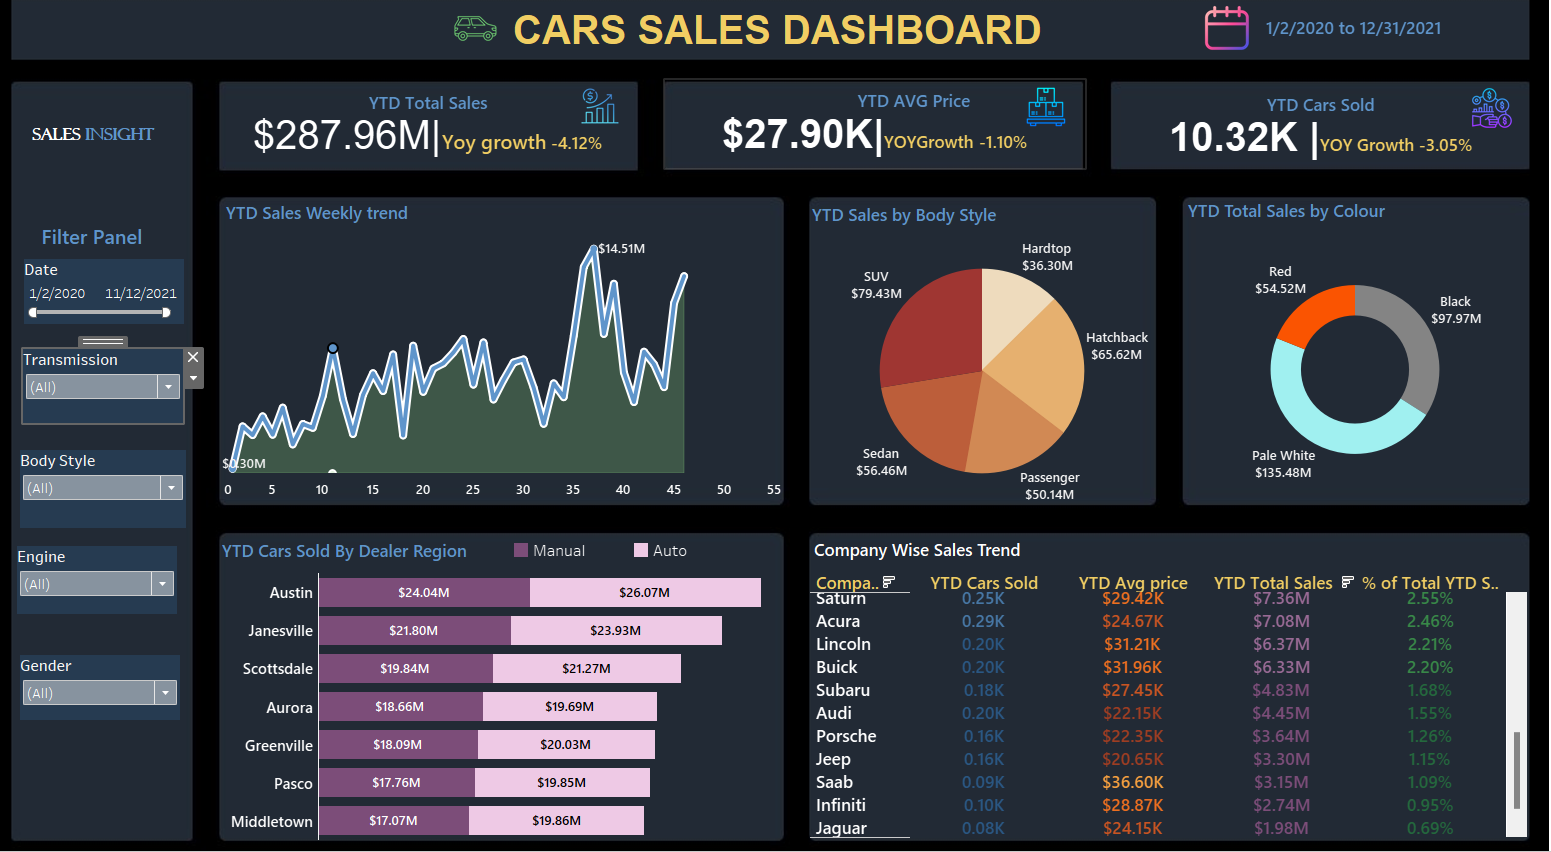 CARS SALES DASHBOARD
1/2/2020 to 12/31/2021
SALES INSIGHT
Filter Panel
Date
1/2/2020 11/12/2021
Transmission
(All)
Body Style
(All)
Engine
(All)
Gender
(All)
YTD Total Sales
$287.96M|Yoy growth -4.12%
YTD AVG Price
$27.90K|YOYGrowth -1.10%
YTD Cars Sold
10.32K |YOY Growth -3.05%
YTD Sales Weekly trend
$14.51M
$0.30M
0 5 10 15 20 25 30 35 40 45 50 55
YTD Sales by Body Style
Hardtop
$36.30M
SUV
$79.43M
Hatchback
$65.62M
Sedan
$56.46M
Passenger
$50.14M
YTD Total Sales by Colour
Red
$54.52M
Black
$97.97M
Pale White
$135.48M
YTD Cars Sold By Dealer Region
Manual Auto
Austin $24.04M $26.07M
Janesville $21.80M $23.93M
Scottsdale $19.84M $21.27M
Aurora $18.66M $19.69M
Greenville $18.09M $20.03M
Pasco $17.76M $19.85M
Middletown $17.07M $19.86M
Company Wise Sales Trend
Compa.. YTD Cars Sold YTD Avg price YTD Total Sales % of Total YTD S..
Saturn 0.25K $29.42K $7.36M 2.55%
Acura 0.29K $24.67K $7.08M 2.46%
Lincoln 0.20K $31.21K $6.37M 2.21%
Buick 0.20K $31.96K $6.33M 2.20%
Subaru 0.18K $27.45K $4.83M 1.68%
Audi 0.20K $22.15K $4.45M 1.55%
Porsche 0.16K $22.35K $3.64M 1.26%
Jeep 0.16K $20.65K $3.30M 1.15%
Saab 0.09K $36.60K $3.15M 1.09%
Infiniti 0.10K $28.87K $2.74M 0.95%
Jaguar 0.08K $24.15K $1.98M 0.69%